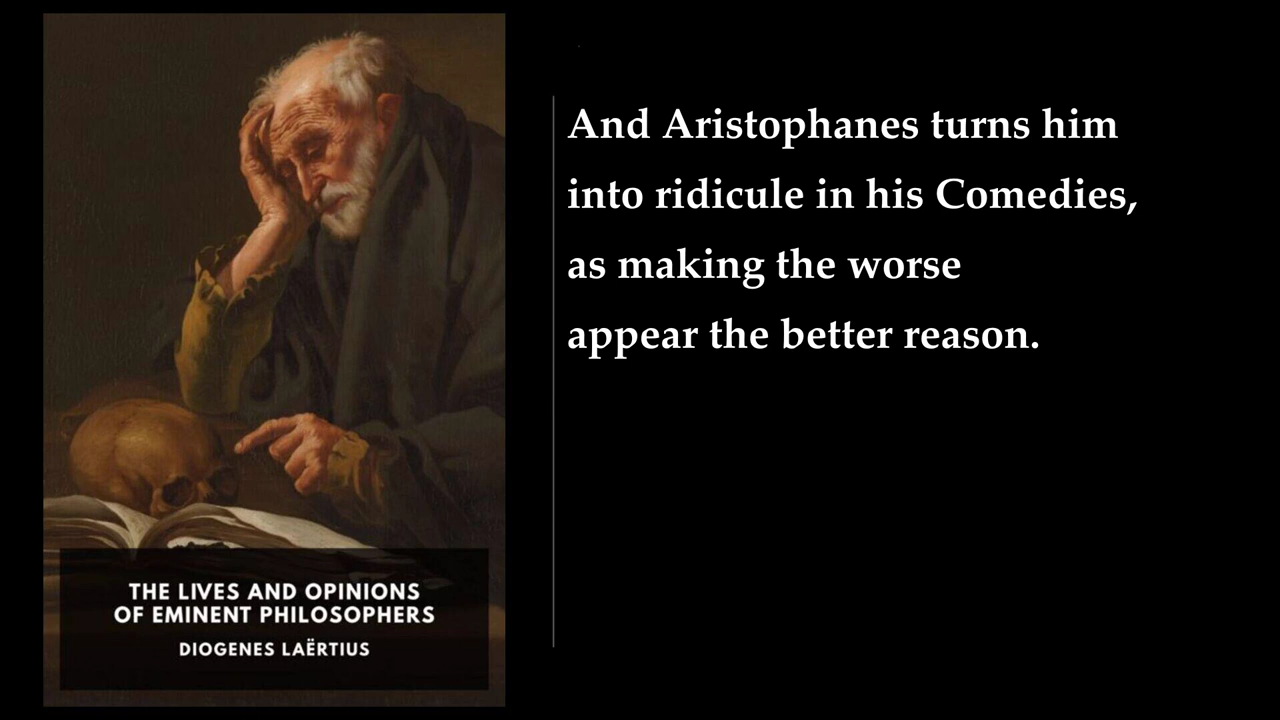 And Aristophanes turns him
into ridicule in his Comedies,
as making the worse
appear the better reason.
THE LIVES AND OPINIONS
OF EMINENT PHILOSOPHERS
DIOGENES LAËRTIUS